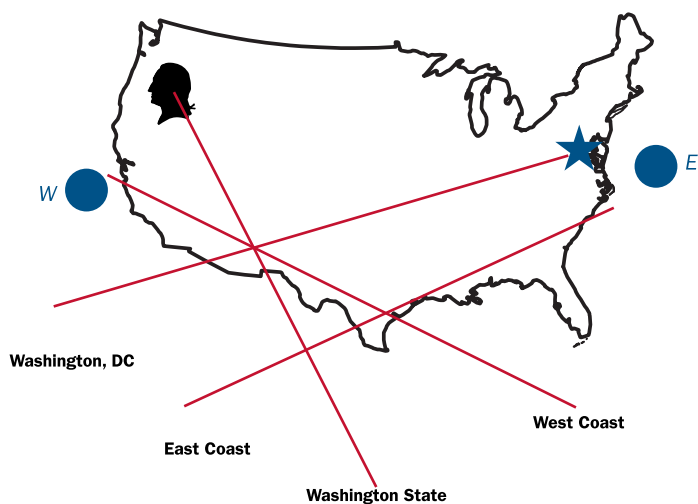 W
E
Washington, DC
West Coast
East Coast
Washington State